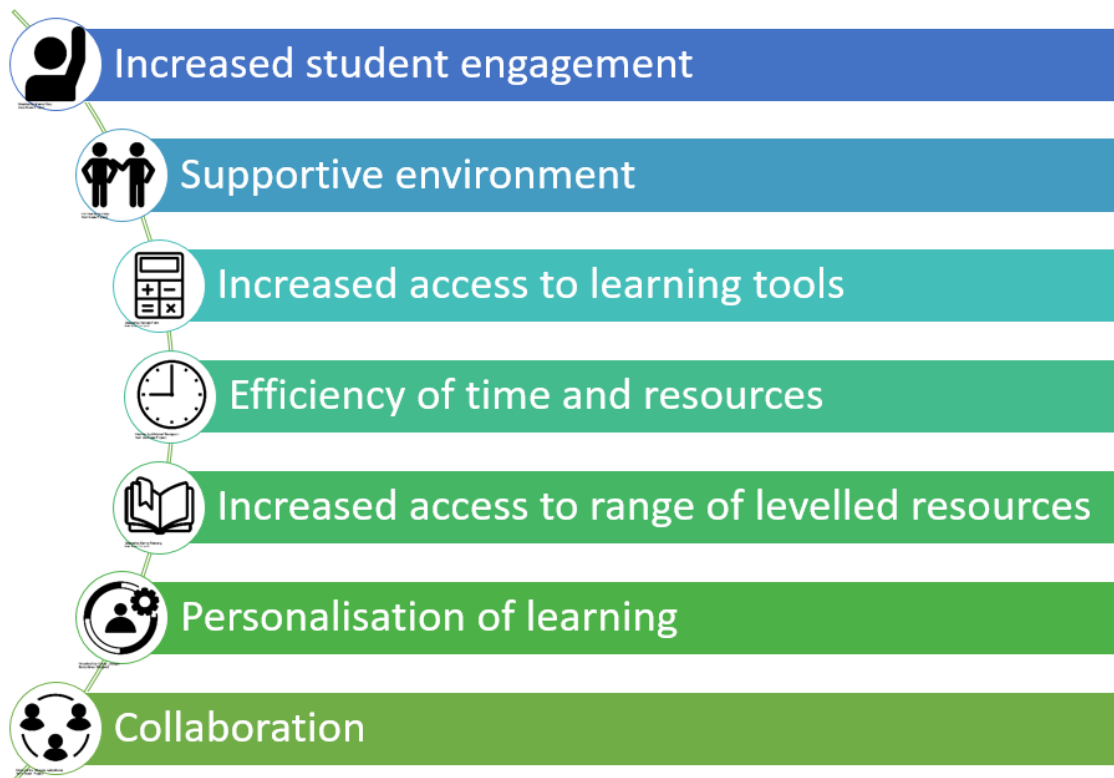 Increased student engagement
Supportive environment
Increased access to learning tools
Efficiency of time and resources
Increased access to range of levelled resources
Personalisation of learning
Collaboration